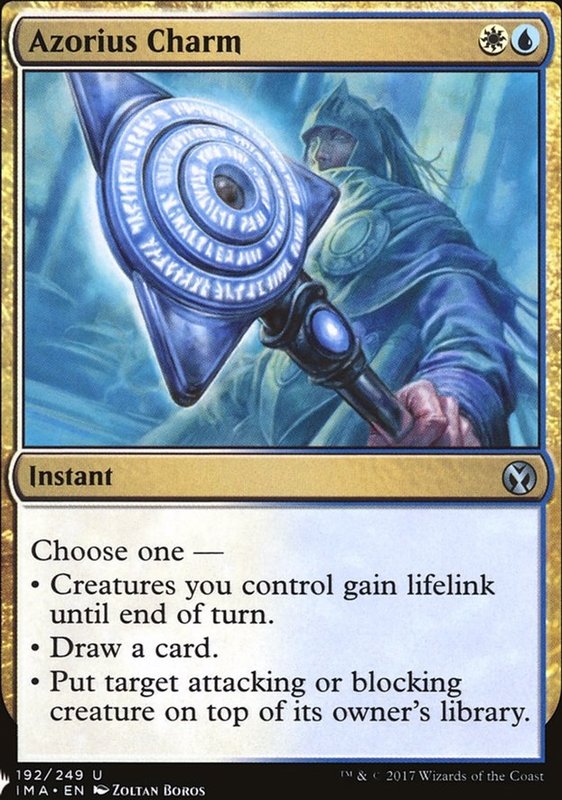 Azorius Charm
Instant
Choose one —
• Creatures you control gain lifelink
until end of turn.
• Draw a card.
• Put target attacking or blocking
creature on top of its owner's library.
192/249 U
IMA • EN Zoltan Boros
™ & © 2017 Wizards of the Coast